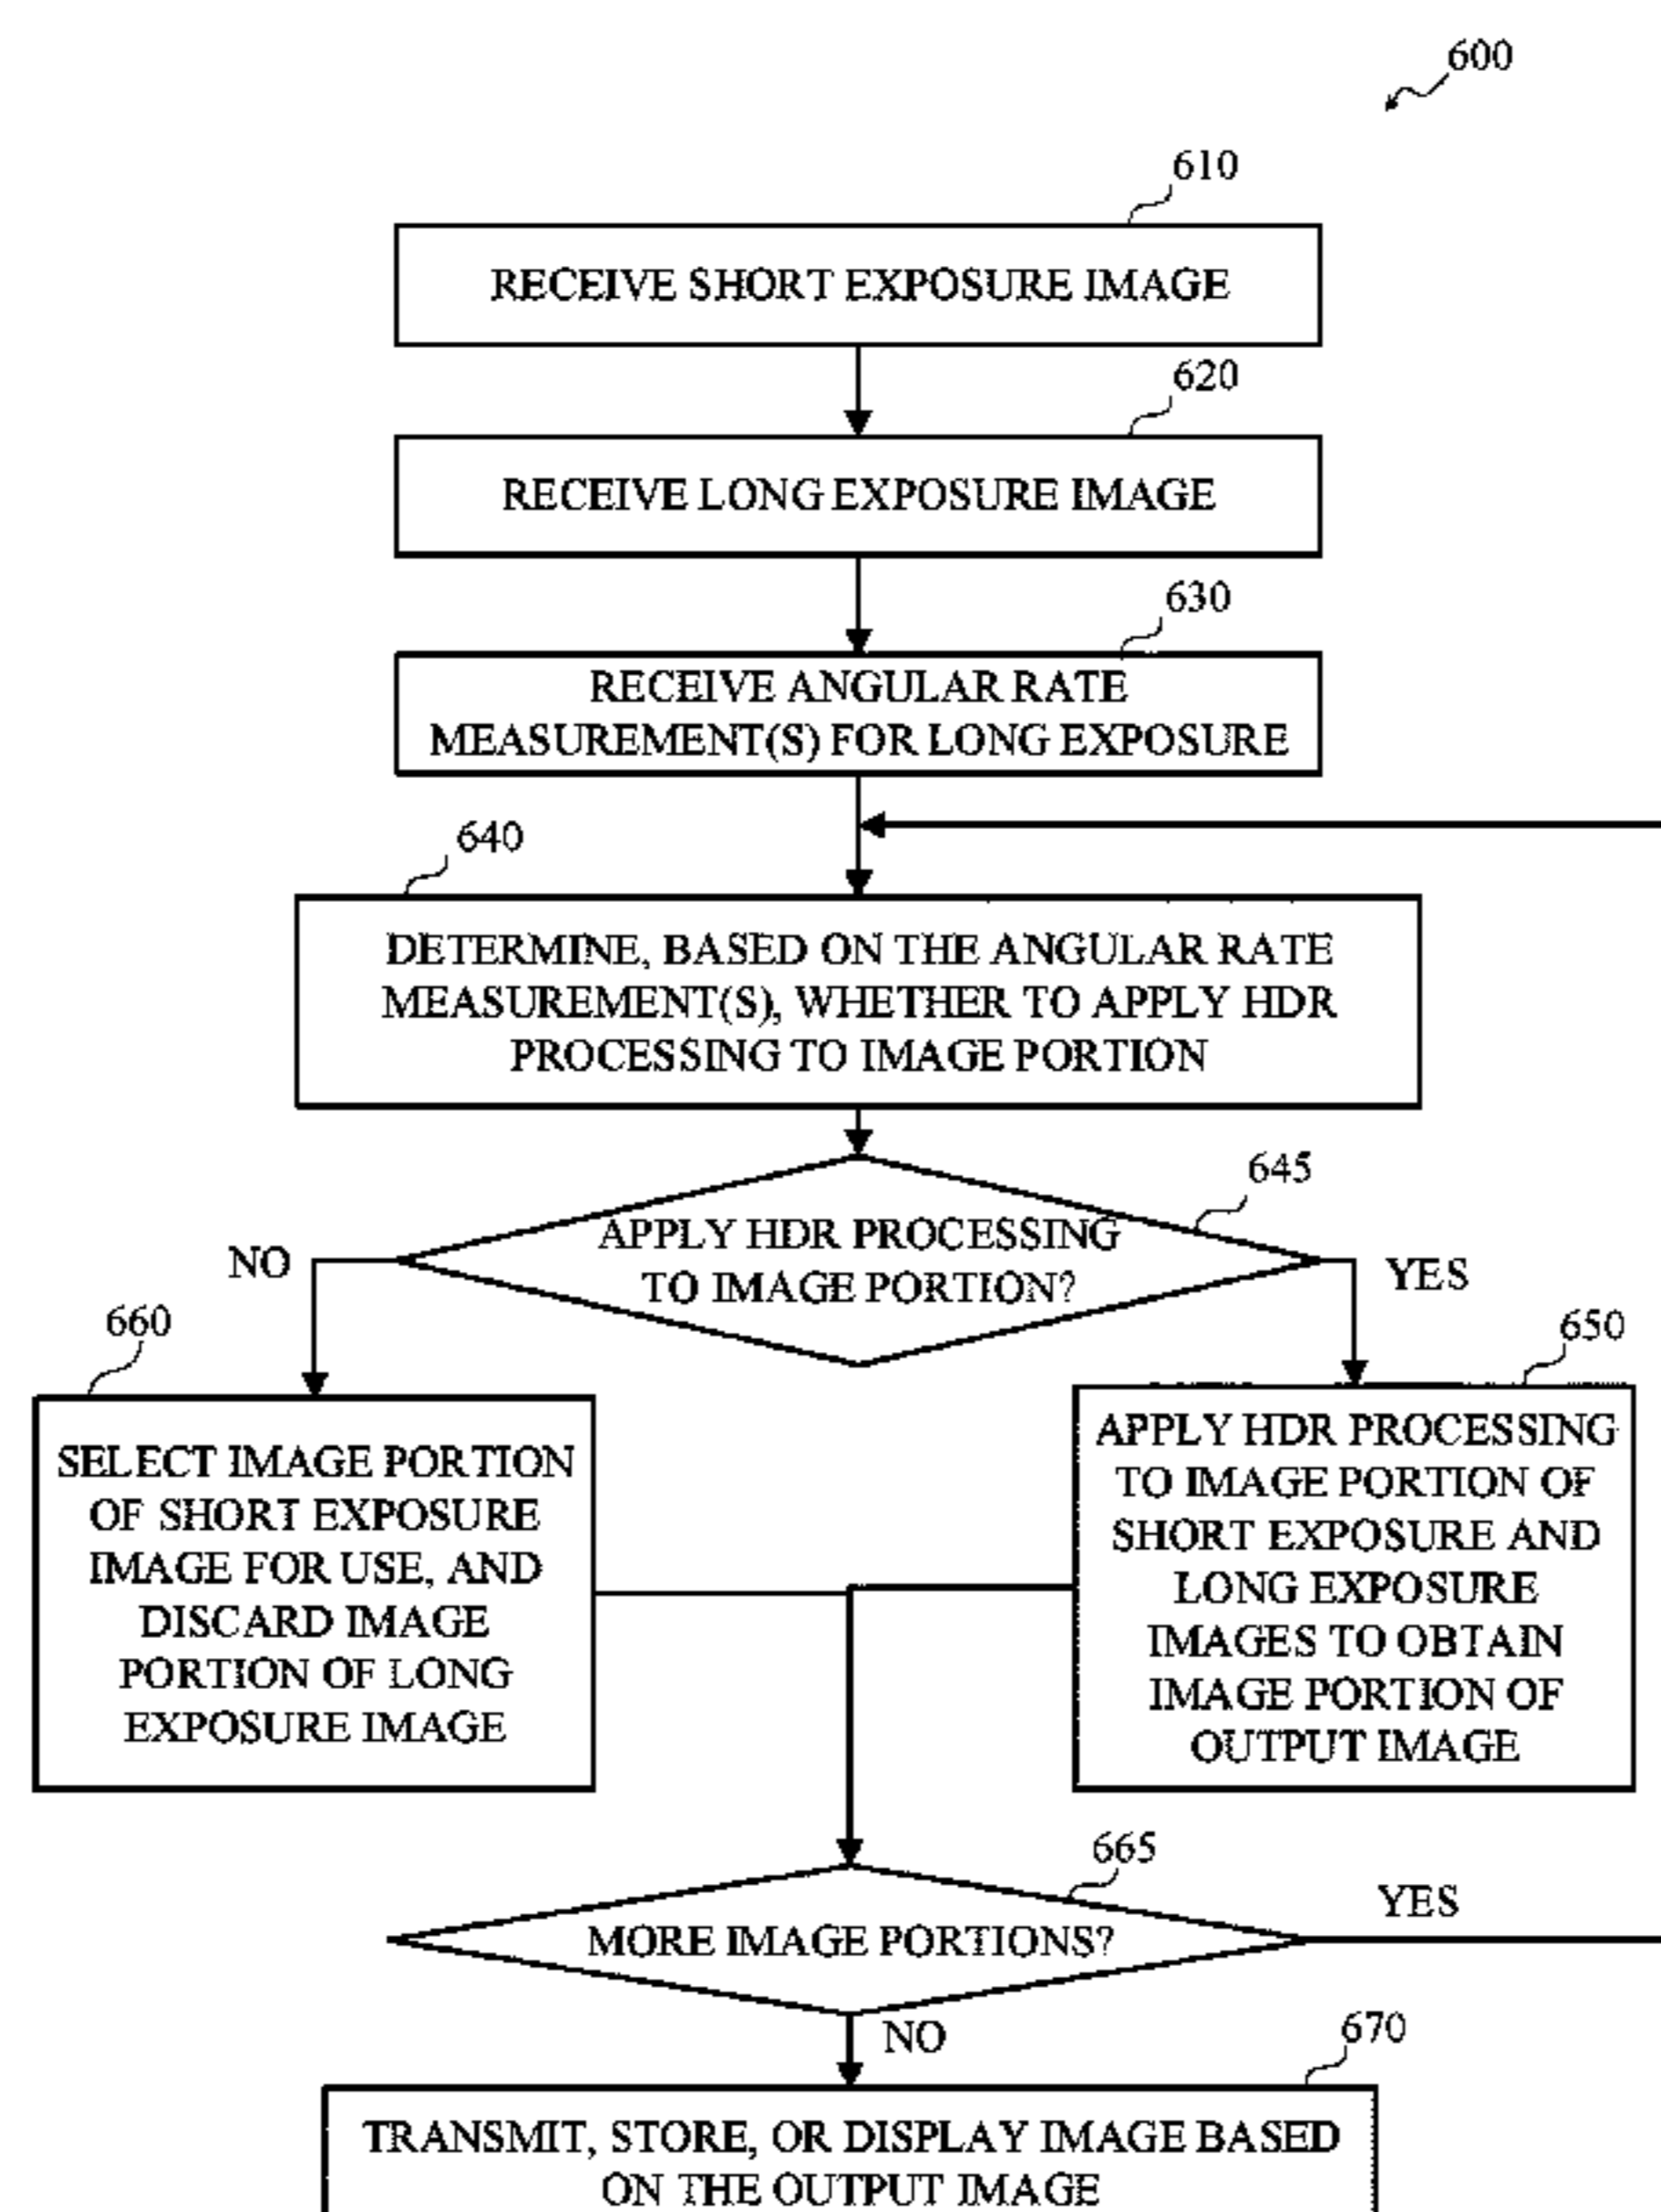 600
610
RECEIVE SHORT EXPOSURE IMAGE
620
RECEIVE LONG EXPOSURE IMAGE
630
RECEIVE ANGULAR RATE
MEASUREMENT(S) FOR LONG EXPOSURE
640
DETERMINE, BASED ON THE ANGULAR RATE
MEASUREMENT(S), WHETHER TO APPLY HDR
PROCESSING TO IMAGE PORTION
645
APPLY HDR PROCESSING
TO IMAGE PORTION?
NO
YES
660
SELECT IMAGE PORTION
OF SHORT EXPOSURE
IMAGE FOR USE, AND
DISCARD IMAGE
PORTION OF LONG
EXPOSURE IMAGE
650
APPLY HDR PROCESSING
TO IMAGE PORTION OF
SHORT EXPOSURE AND
LONG EXPOSURE
IMAGES TO OBTAIN
IMAGE PORTION OF
OUTPUT IMAGE
665
MORE IMAGE PORTIONS?
YES
NO
670
TRANSMIT, STORE, OR DISPLAY IMAGE BASED
ON THE OUTPUT IMAGE